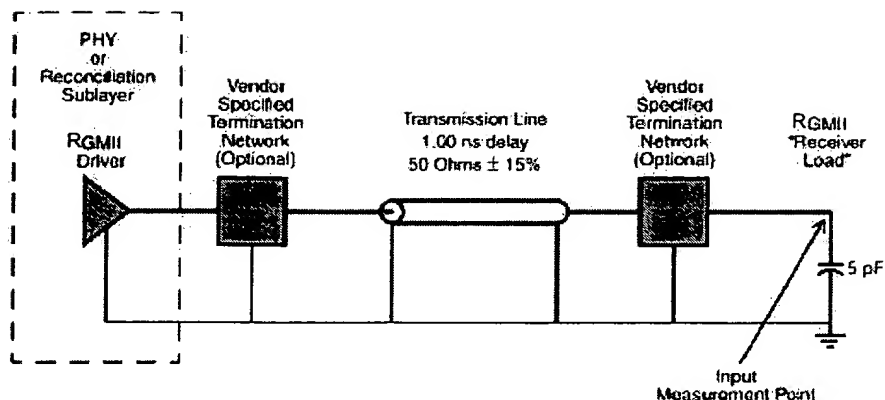 PHY
or
Reconciliation
Sublayer
RGMII
Driver
Vendor
Specified
Termination
Network
(Optional)
Transmission Line
1.00 ns delay
50 Ohms ± 15%
Vendor
Specified
Termination
Network
(Optional)
RGMII
"Receiver
Load"
5 pF
Input
Measurement Point